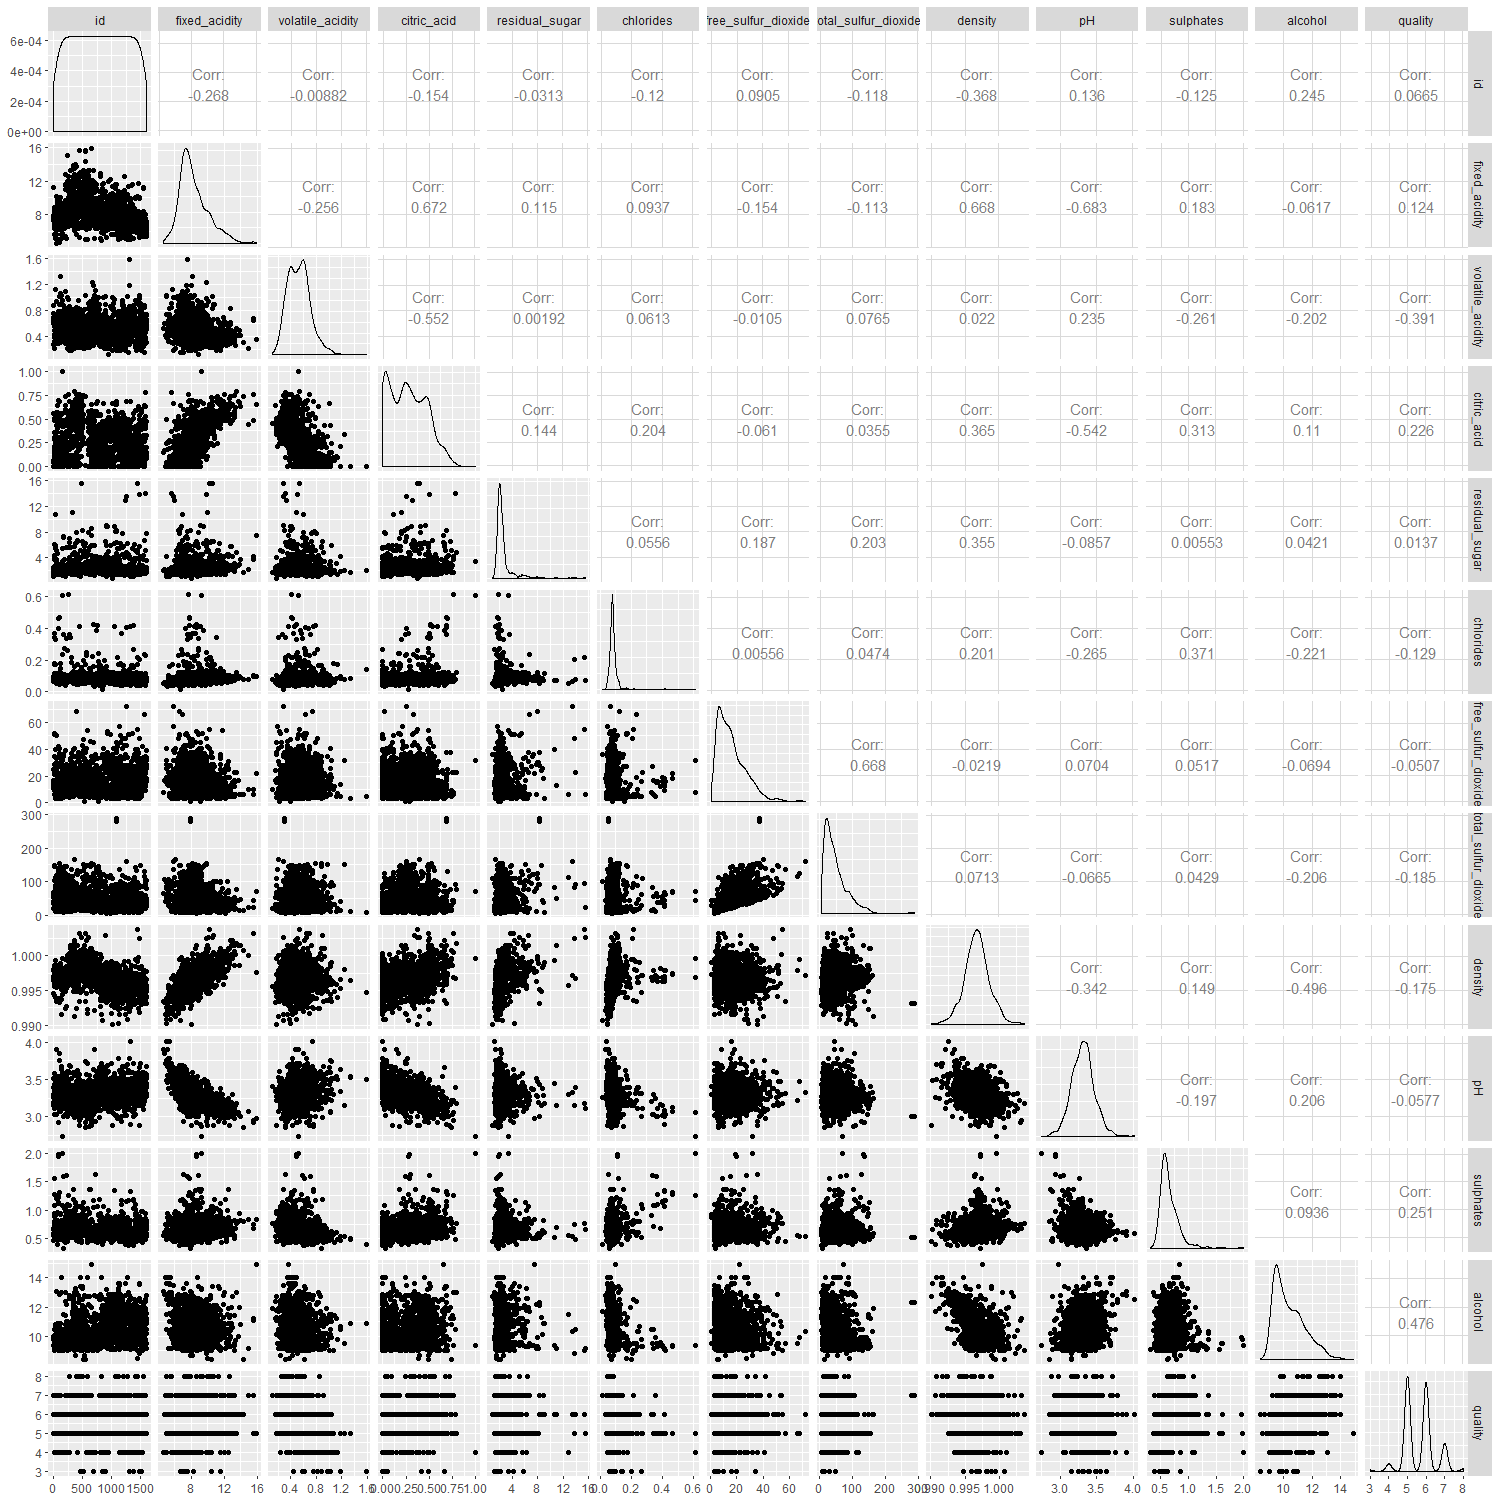 id fixed_acidity volatile_acidity citric_acid residual_sugar chlorides free_sulfur_dioxide total_sulfur_dioxide density pH sulphates alcohol quality
6e-04
4e-04
2e-04
0e+00
Corr: Corr: Corr: Corr: Corr: Corr: Corr: Corr: Corr: Corr: Corr: Corr:
-0.268 -0.00882 -0.154 -0.0313 -0.12 0.0905 -0.118 -0.368 0.136 -0.125 0.245 0.0665
id
16
12
8
Corr: Corr: Corr: Corr: Corr: Corr: Corr: Corr: Corr: Corr: Corr:
-0.256 0.672 0.115 0.0937 -0.154 -0.113 0.668 -0.683 0.183 -0.0617 0.124
fixed_acidity
1.6
1.2
0.8
0.4
Corr: Corr: Corr: Corr: Corr: Corr: Corr: Corr: Corr: Corr:
-0.552 0.00192 0.0613 -0.0105 0.0765 0.022 0.235 -0.261 -0.202 -0.391
volatile_acidity
1.00
0.75
0.50
0.25
0.00
Corr: Corr: Corr: Corr: Corr: Corr: Corr: Corr: Corr:
0.144 0.204 -0.061 0.0355 0.365 -0.542 0.313 0.11 0.226
citric_acid
16
12
8
4
Corr: Corr: Corr: Corr: Corr: Corr: Corr: Corr:
0.0556 0.187 0.203 0.355 -0.0857 0.00553 0.0421 0.0137
residual_sugar
0.6
0.4
0.2
0.0
Corr: Corr: Corr: Corr: Corr: Corr: Corr:
0.00556 0.0474 0.201 -0.265 0.371 -0.221 -0.129
chlorides
60
40
20
0
Corr: Corr: Corr: Corr: Corr: Corr:
0.668 -0.0219 0.0704 0.0517 -0.0694 -0.0507
free_sulfur_dioxide
300
200
100
0
Corr: Corr: Corr: Corr: Corr:
0.0713 -0.0665 0.0429 -0.206 -0.185
total_sulfur_dioxide
1.000
0.995
0.990
Corr: Corr: Corr: Corr:
-0.342 0.149 -0.496 -0.175
density
4.0
3.5
3.0
Corr: Corr: Corr:
-0.197 0.206 -0.0577
pH
2.0
1.5
1.0
0.5
Corr: Corr:
0.0936 0.251
sulphates
14
12
10
Corr:
0.476
alcohol
8
7
6
5
4
3
quality
0 500 1000 1500 8 12 16 0.4 0.8 1.2 1.6 0.00 0.25 0.50 0.75 1.00 4 8 12 16 0.0 0.2 0.4 0.6 0 20 40 60 0 100 200 300 0.990 0.995 1.000 3.0 3.5 4.0 0.5 1.0 1.5 2.0 10 12 14 3 4 5 6 7 8